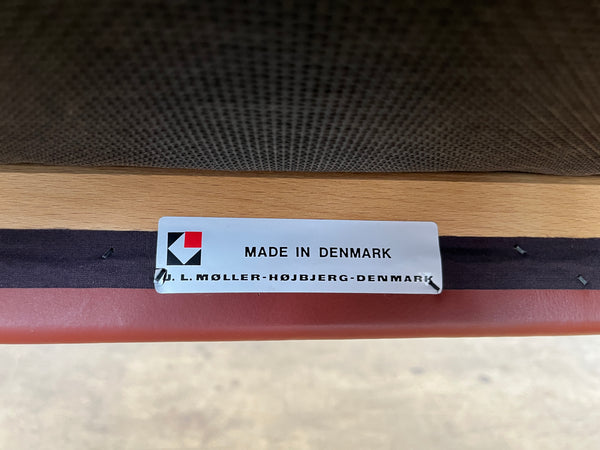 MADE IN DENMARK
J. L. MØLLER-HØJBJERG-DENMARK